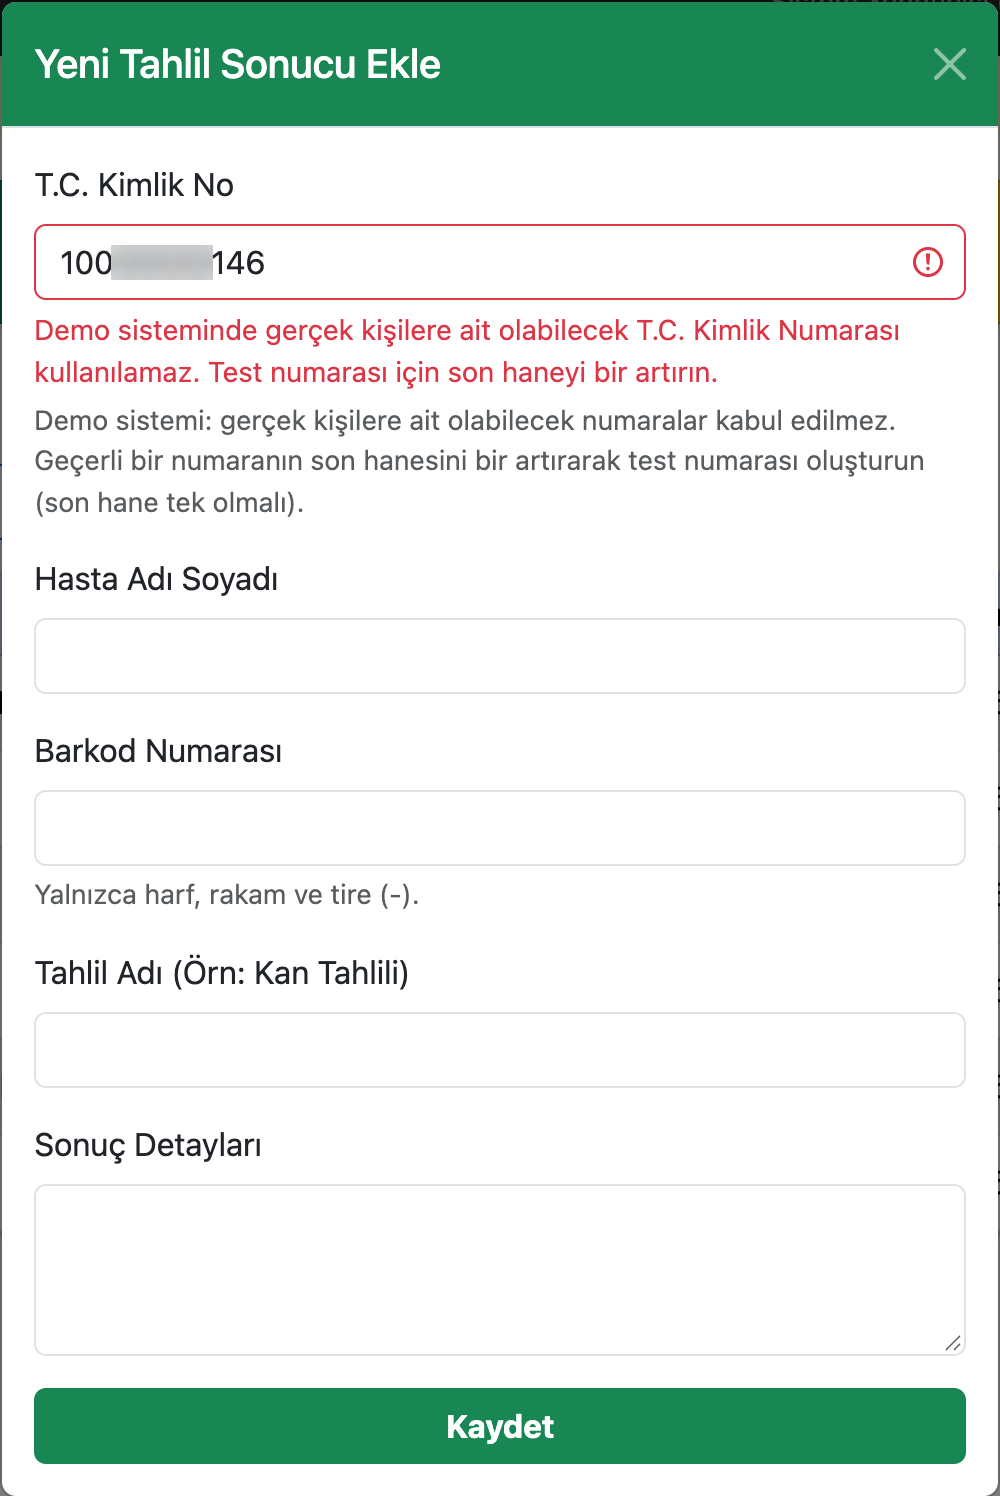 Yeni Tahlil Sonucu Ekle
T.C. Kimlik No
100 146
Demo sisteminde gerçek kişilere ait olabilecek T.C. Kimlik Numarası
kullanılamaz. Test numarası için son haneyi bir artırın.
Demo sistemi: gerçek kişilere ait olabilecek numaralar kabul edilmez.
Geçerli bir numaranın son hanesini bir artırarak test numarası oluşturun
(son hane tek olmalı).
Hasta Adı Soyadı
Barkod Numarası
Yalnızca harf, rakam ve tire (-).
Tahlil Adı (Örn: Kan Tahlili)
Sonuç Detayları
Kaydet